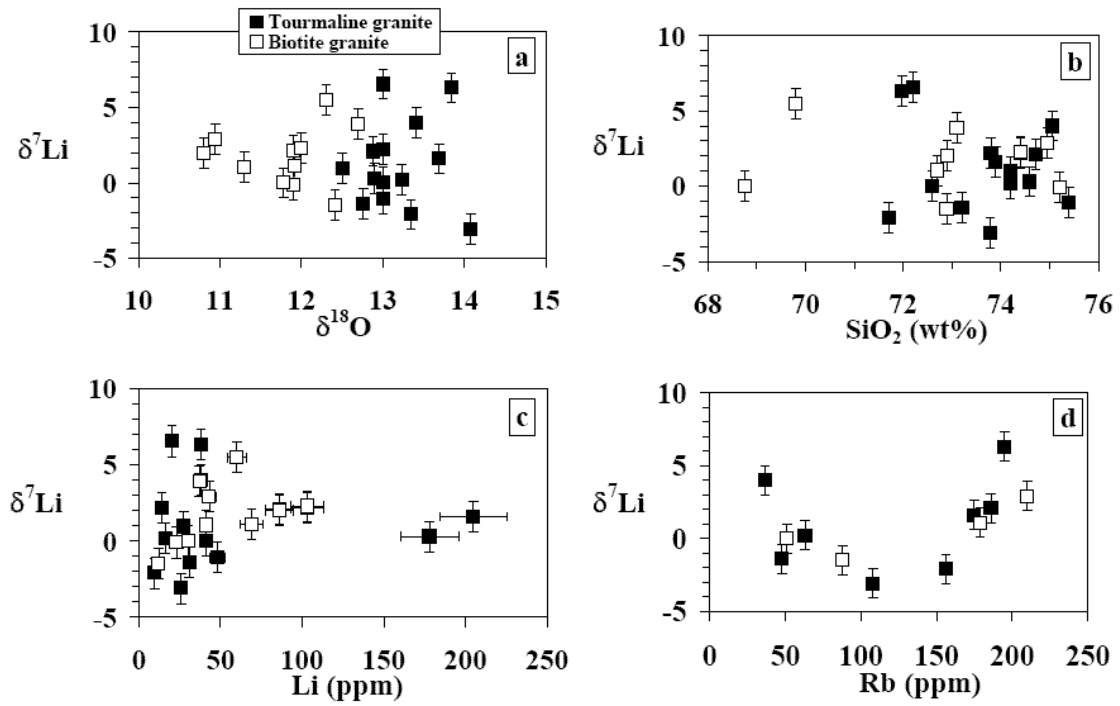 Tourmaline granite
Biotite granite
10
5
0
-5
δ⁷Li
a
10 11 12 13 14 15
δ¹⁸O
10
5
0
-5
δ⁷Li
b
68 70 72 74 76
SiO₂ (wt%)
10
5
0
-5
δ⁷Li
c
0 50 100 150 200 250
Li (ppm)
10
5
0
-5
δ⁷Li
d
0 50 100 150 200 250
Rb (ppm)